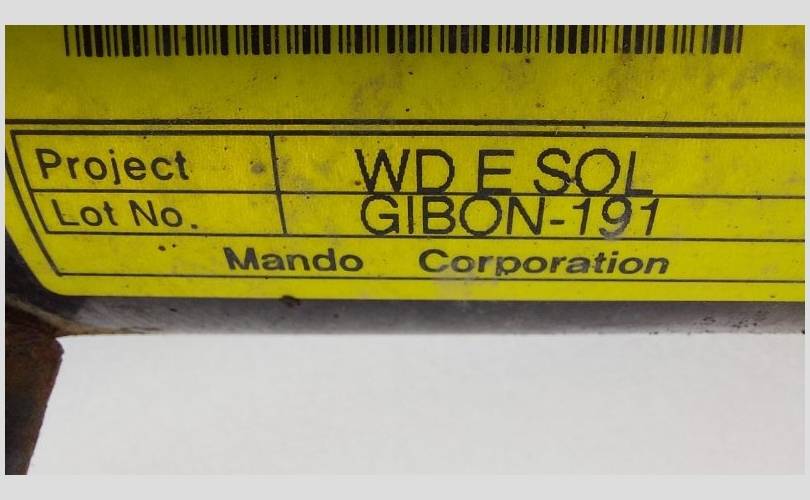 Project WD E SOL
Lot No. GIBON-191
Mando Corporation